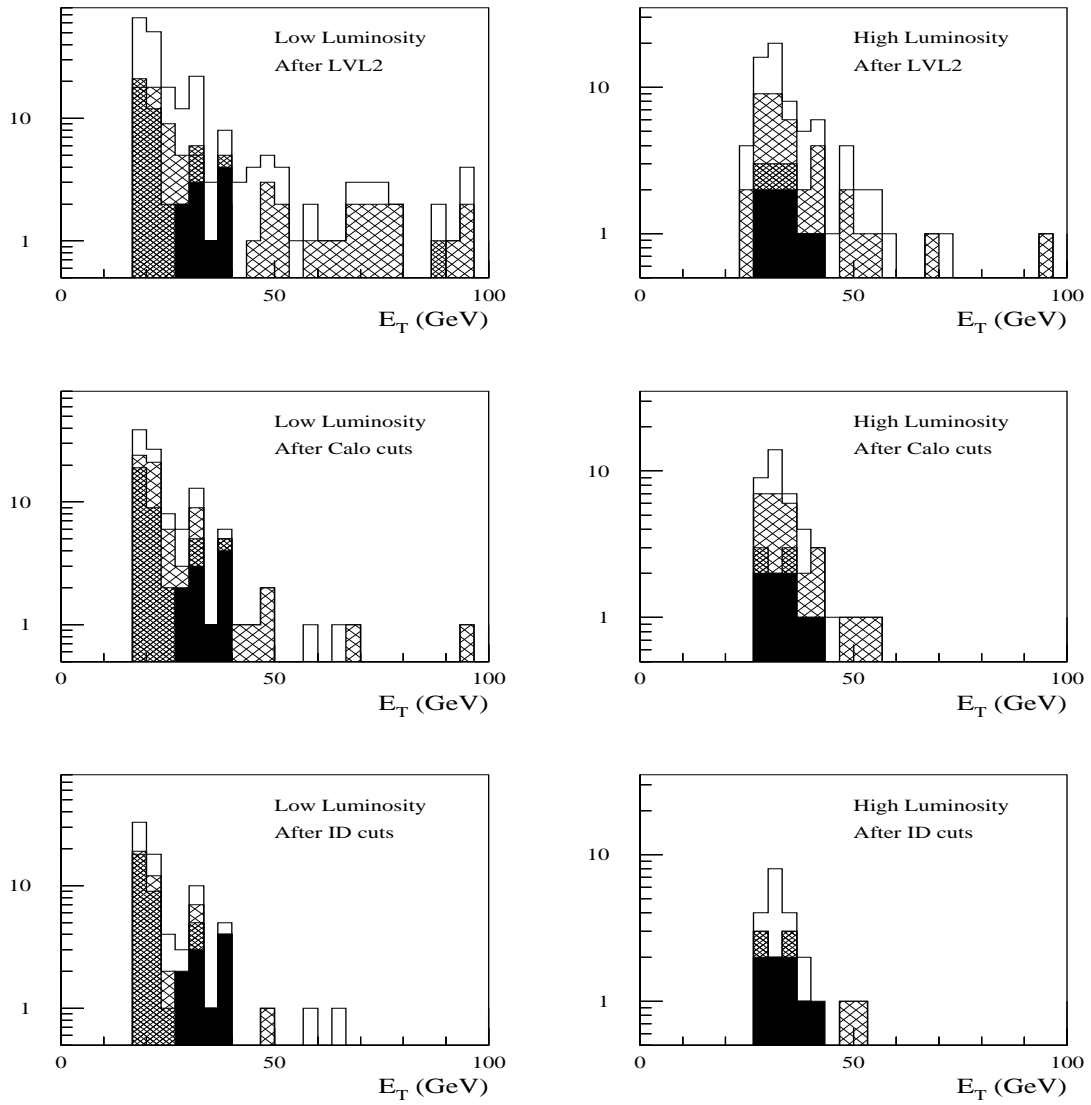 Low Luminosity
After LVL2
10
1
0
50
100
E_T (GeV)
High Luminosity
After LVL2
10
1
0
50
100
E_T (GeV)
Low Luminosity
After Calo cuts
10
1
0
50
100
E_T (GeV)
High Luminosity
After Calo cuts
10
1
0
50
100
E_T (GeV)
Low Luminosity
After ID cuts
10
1
0
50
100
E_T (GeV)
High Luminosity
After ID cuts
10
1
0
50
100
E_T (GeV)